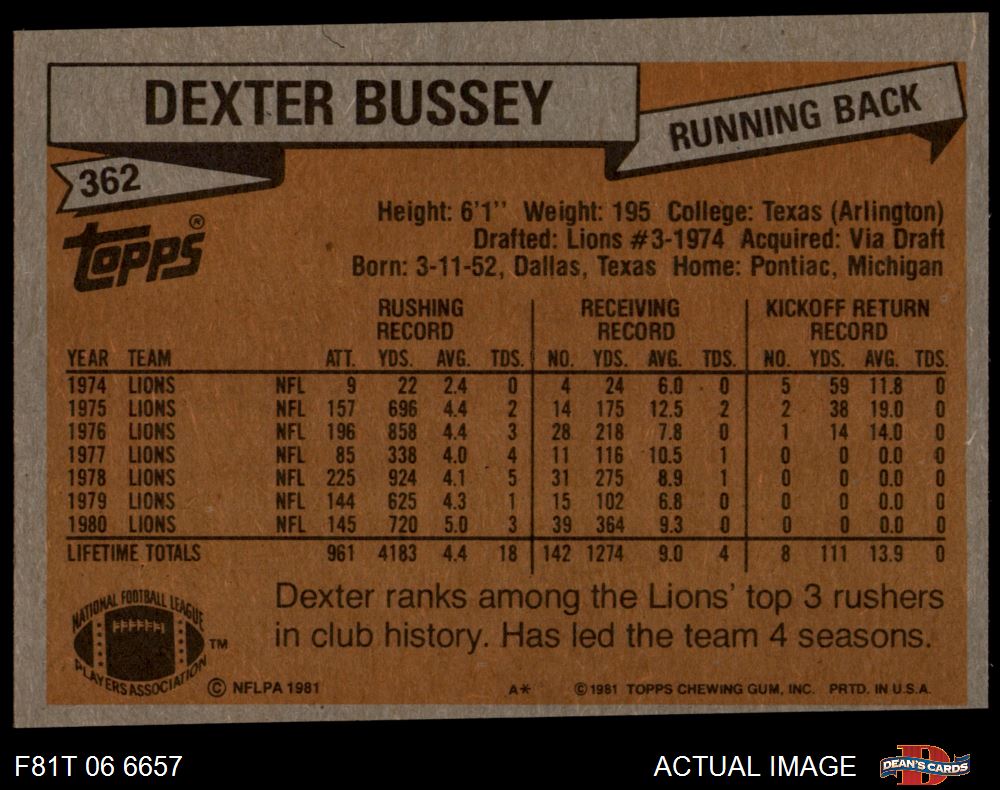 DEXTER BUSSEY
RUNNING BACK
362
Topps®
Height: 6'1'' Weight: 195 College: Texas (Arlington)
Drafted: Lions #3-1974 Acquired: Via Draft
Born: 3-11-52, Dallas, Texas Home: Pontiac, Michigan
RUSHING RECORD RECEIVING RECORD KICKOFF RETURN RECORD
YEAR TEAM ATT. YDS. AVG. TDS. NO. YDS. AVG. TDS. NO. YDS. AVG. TDS.
1974 LIONS NFL 9 22 2.4 0 4 24 6.0 0 5 59 11.8 0
1975 LIONS NFL 157 696 4.4 2 14 175 12.5 2 2 38 19.0 0
1976 LIONS NFL 196 858 4.4 3 28 218 7.8 0 1 14 14.0 0
1977 LIONS NFL 85 338 4.0 4 11 116 10.5 1 0 0 0.0 0
1978 LIONS NFL 225 924 4.1 5 31 275 8.9 1 0 0 0.0 0
1979 LIONS NFL 144 625 4.3 1 15 102 6.8 0 0 0 0.0 0
1980 LIONS NFL 145 720 5.0 3 39 364 9.3 0 0 0 0.0 0
LIFETIME TOTALS 961 4183 4.4 18 142 1274 9.0 4 8 111 13.9 0
Dexter ranks among the Lions' top 3 rushers
in club history. Has led the team 4 seasons.
NATIONAL FOOTBALL LEAGUE
PLAYERS ASSOCIATION
TM
© NFLPA 1981 A* ©1981 TOPPS CHEWING GUM, INC. PRTD. IN U.S.A.
F81T 06 6657 ACTUAL IMAGE D DEAN'S CARDS